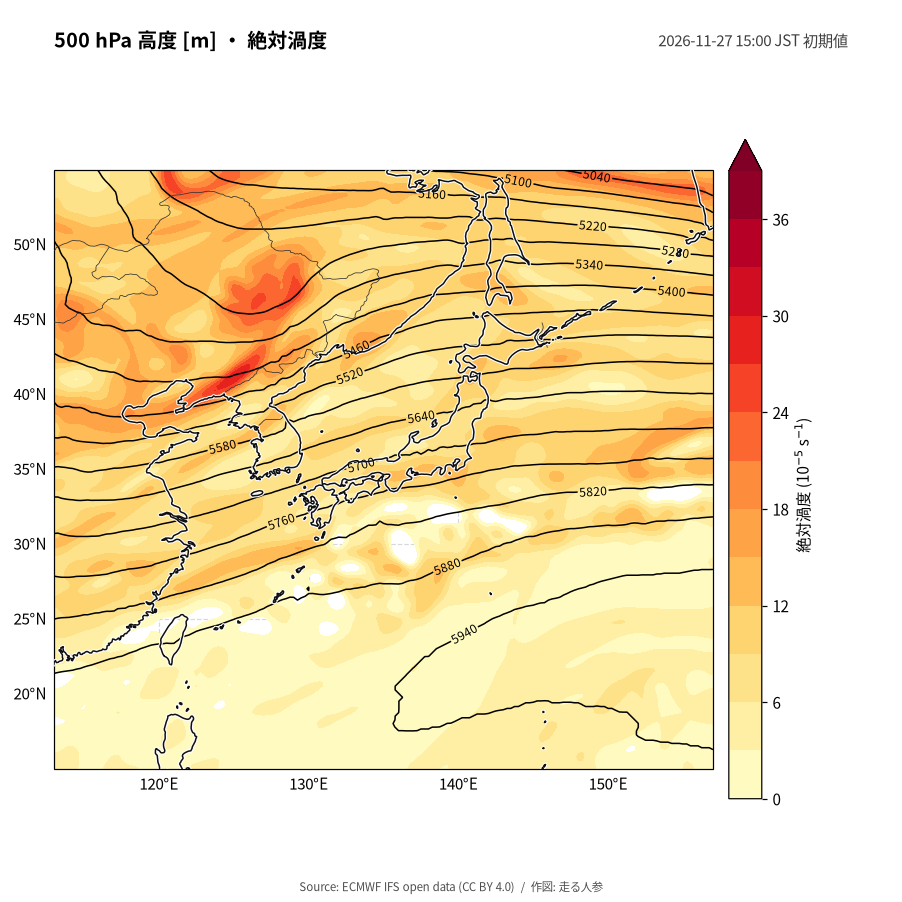 500 hPa 高度 [m] ・ 絶対渦度
2026-11-27 15:00 JST 初期値
5040
5100
5160
5220
5280
5340
5400
5460
5520
5580
5640
5700
5760
5820
5880
5940
50°N
45°N
40°N
35°N
30°N
25°N
20°N
120°E
130°E
140°E
150°E
36
30
24
18
12
6
0
絶対渦度 (10⁻⁵ s⁻¹)
Source: ECMWF IFS open data (CC BY 4.0) / 作図: 走る人参